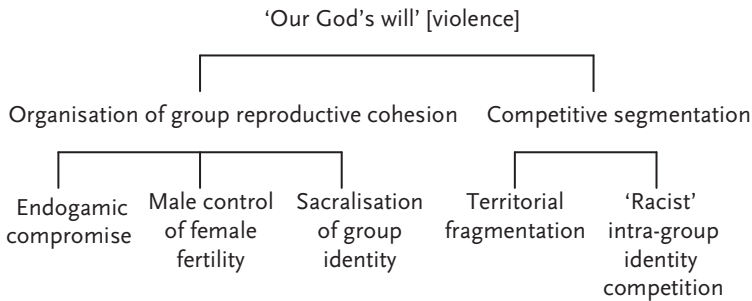 ‘Our God’s will’ [violence]
Organisation of group reproductive cohesion
Competitive segmentation
Endogamic
compromise
Male control
of female
fertility
Sacralisation
of group
identity
Territorial
fragmentation
‘Racist’
intra-group
identity
competition